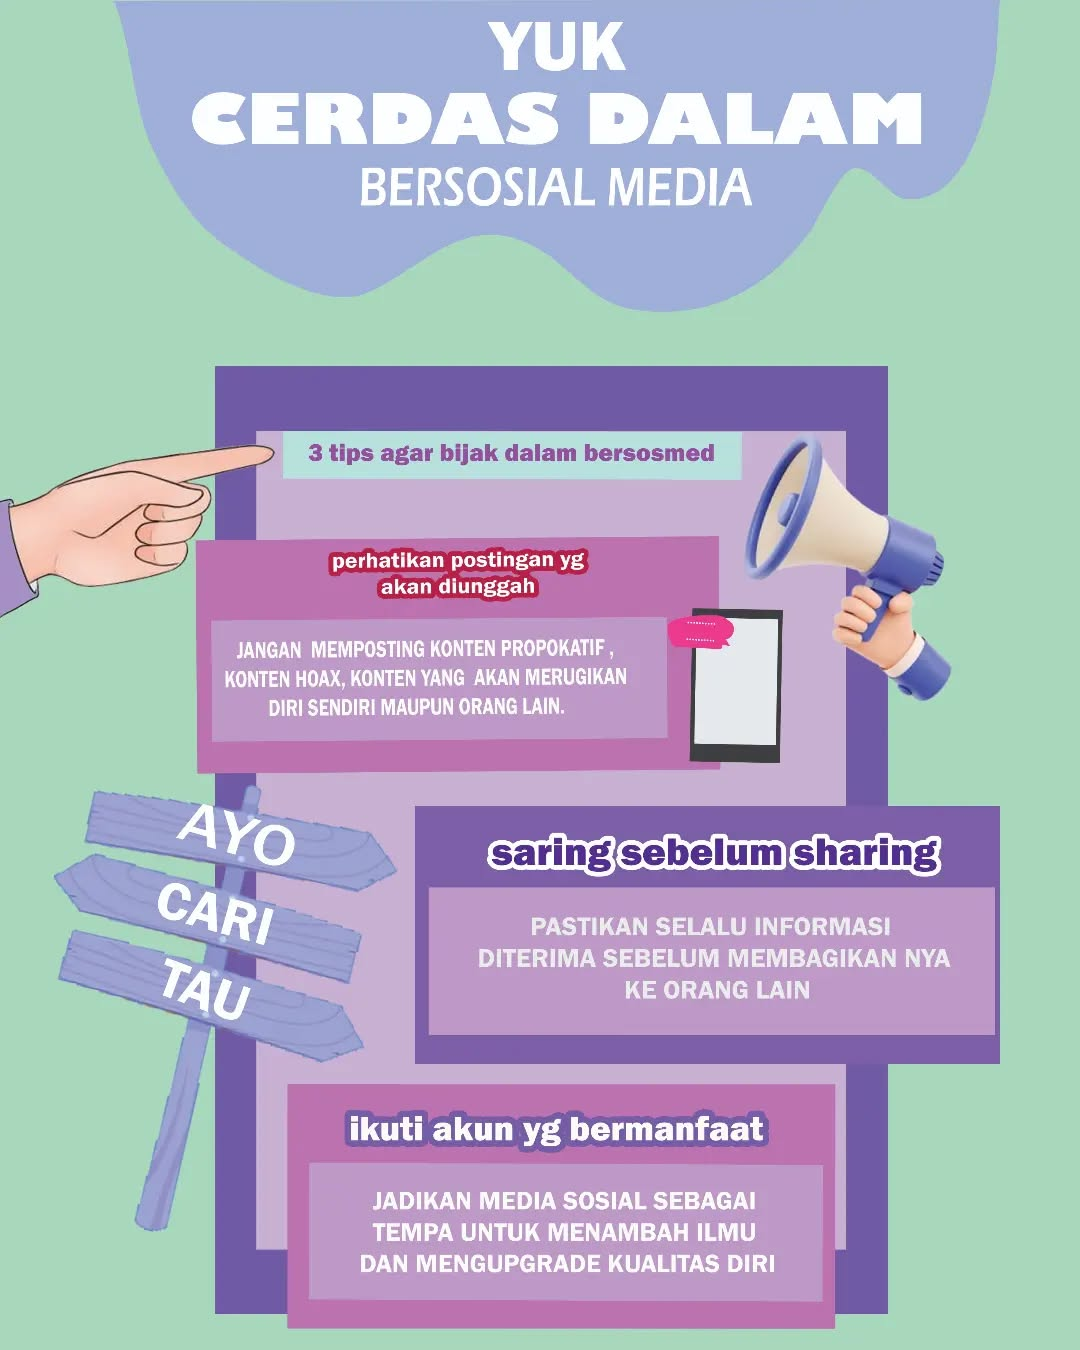 YUK
CERDAS DALAM
BERSOSIAL MEDIA
3 tips agar bijak dalam bersosmed
perhatikan postingan yg
akan diunggah
JANGAN MEMPOSTING KONTEN PROPOKATIF ,
KONTEN HOAX, KONTEN YANG AKAN MERUGIKAN
DIRI SENDIRI MAUPUN ORANG LAIN.
AYO
CARI
TAU
saring sebelum sharing
PASTIKAN SELALU INFORMASI
DITERIMA SEBELUM MEMBAGIKAN NYA
KE ORANG LAIN
ikuti akun yg bermanfaat
JADIKAN MEDIA SOSIAL SEBAGAI
TEMPA UNTUK MENAMBAH ILMU
DAN MENGUPGRADE KUALITAS DIRI